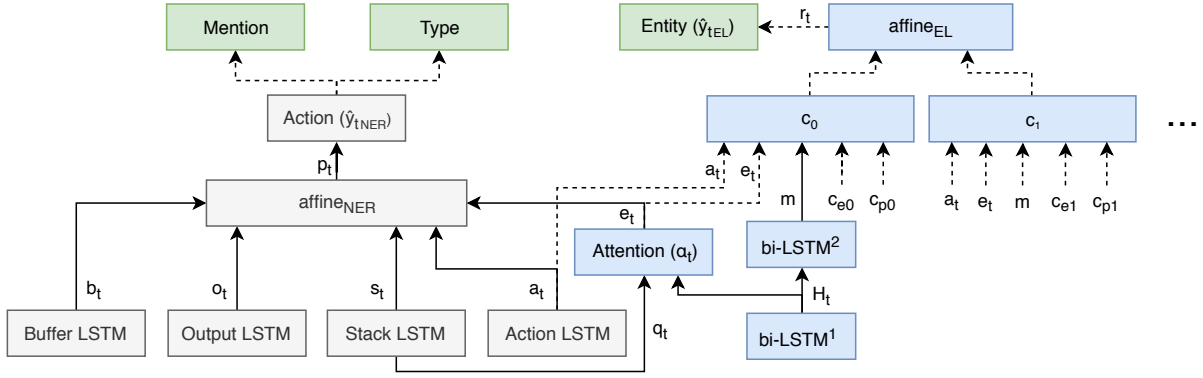 Mention
Type
Entity (ŷtEL)
rt
affineEL
Action (ŷtNER)
c0
c1
...
pt
at
et
affineNER
et
m
ce0
cp0
at
et
m
ce1
cp1
Attention (αt)
bi-LSTM²
bt
ot
st
at
Ht
Buffer LSTM
Output LSTM
Stack LSTM
Action LSTM
qt
bi-LSTM¹